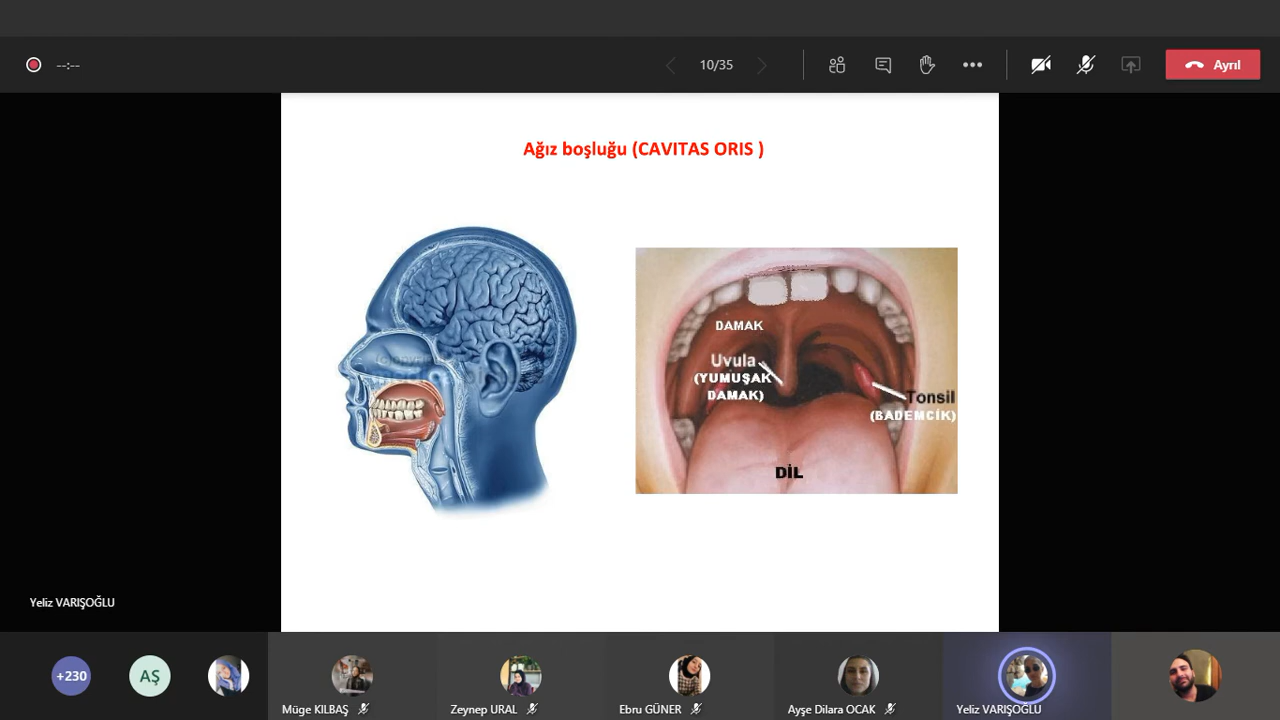 --:--
10/35
Ayrıl
Ağız boşluğu (CAVITAS ORIS )
DAMAK
Uvula
(YUMUŞAK
DAMAK)
Tonsil
(BADEMCİK)
DİL
Yeliz VARIŞOĞLU
+230
AŞ
Müge KILBAŞ
Zeynep URAL
Ebru GÜNER
Ayşe Dilara OCAK
Yeliz VARIŞOĞLU